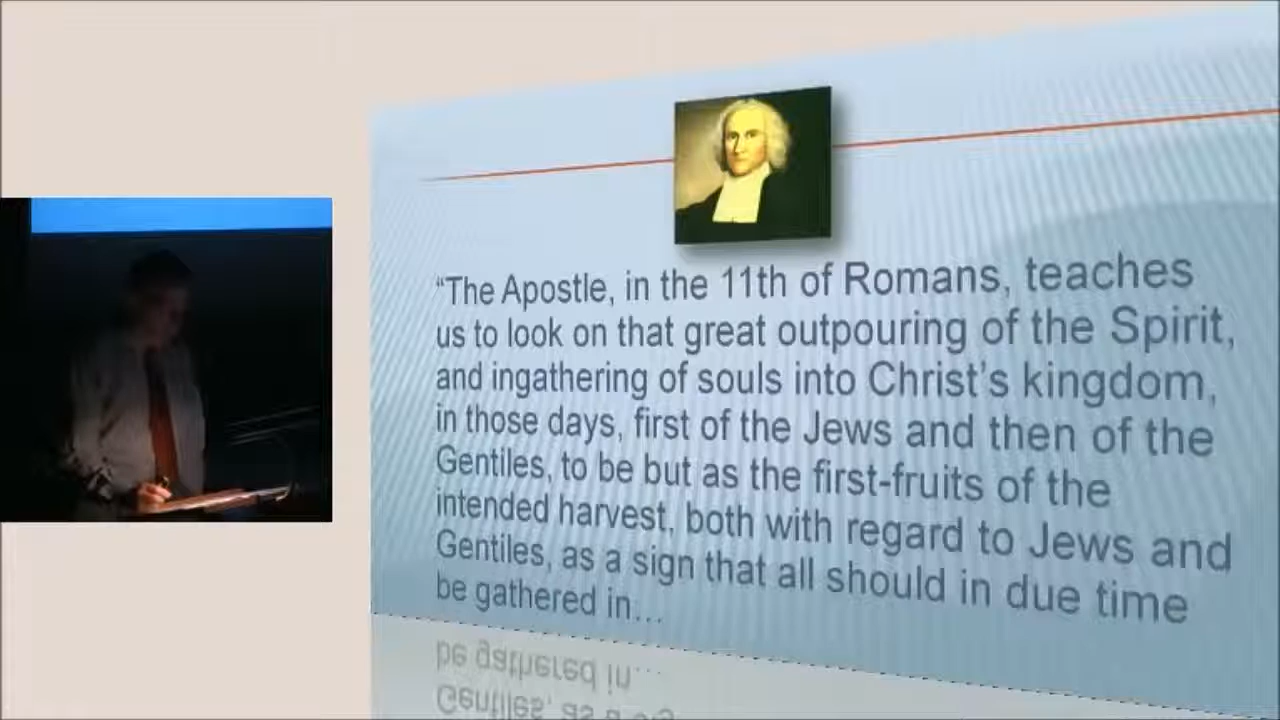 “The Apostle, in the 11th of Romans, teaches
us to look on that great outpouring of the Spirit,
and ingathering of souls into Christ’s kingdom,
in those days, first of the Jews and then of the
Gentiles, to be but as the first-fruits of the
intended harvest, both with regard to Jews and
Gentiles, as a sign that all should in due time
be gathered in…